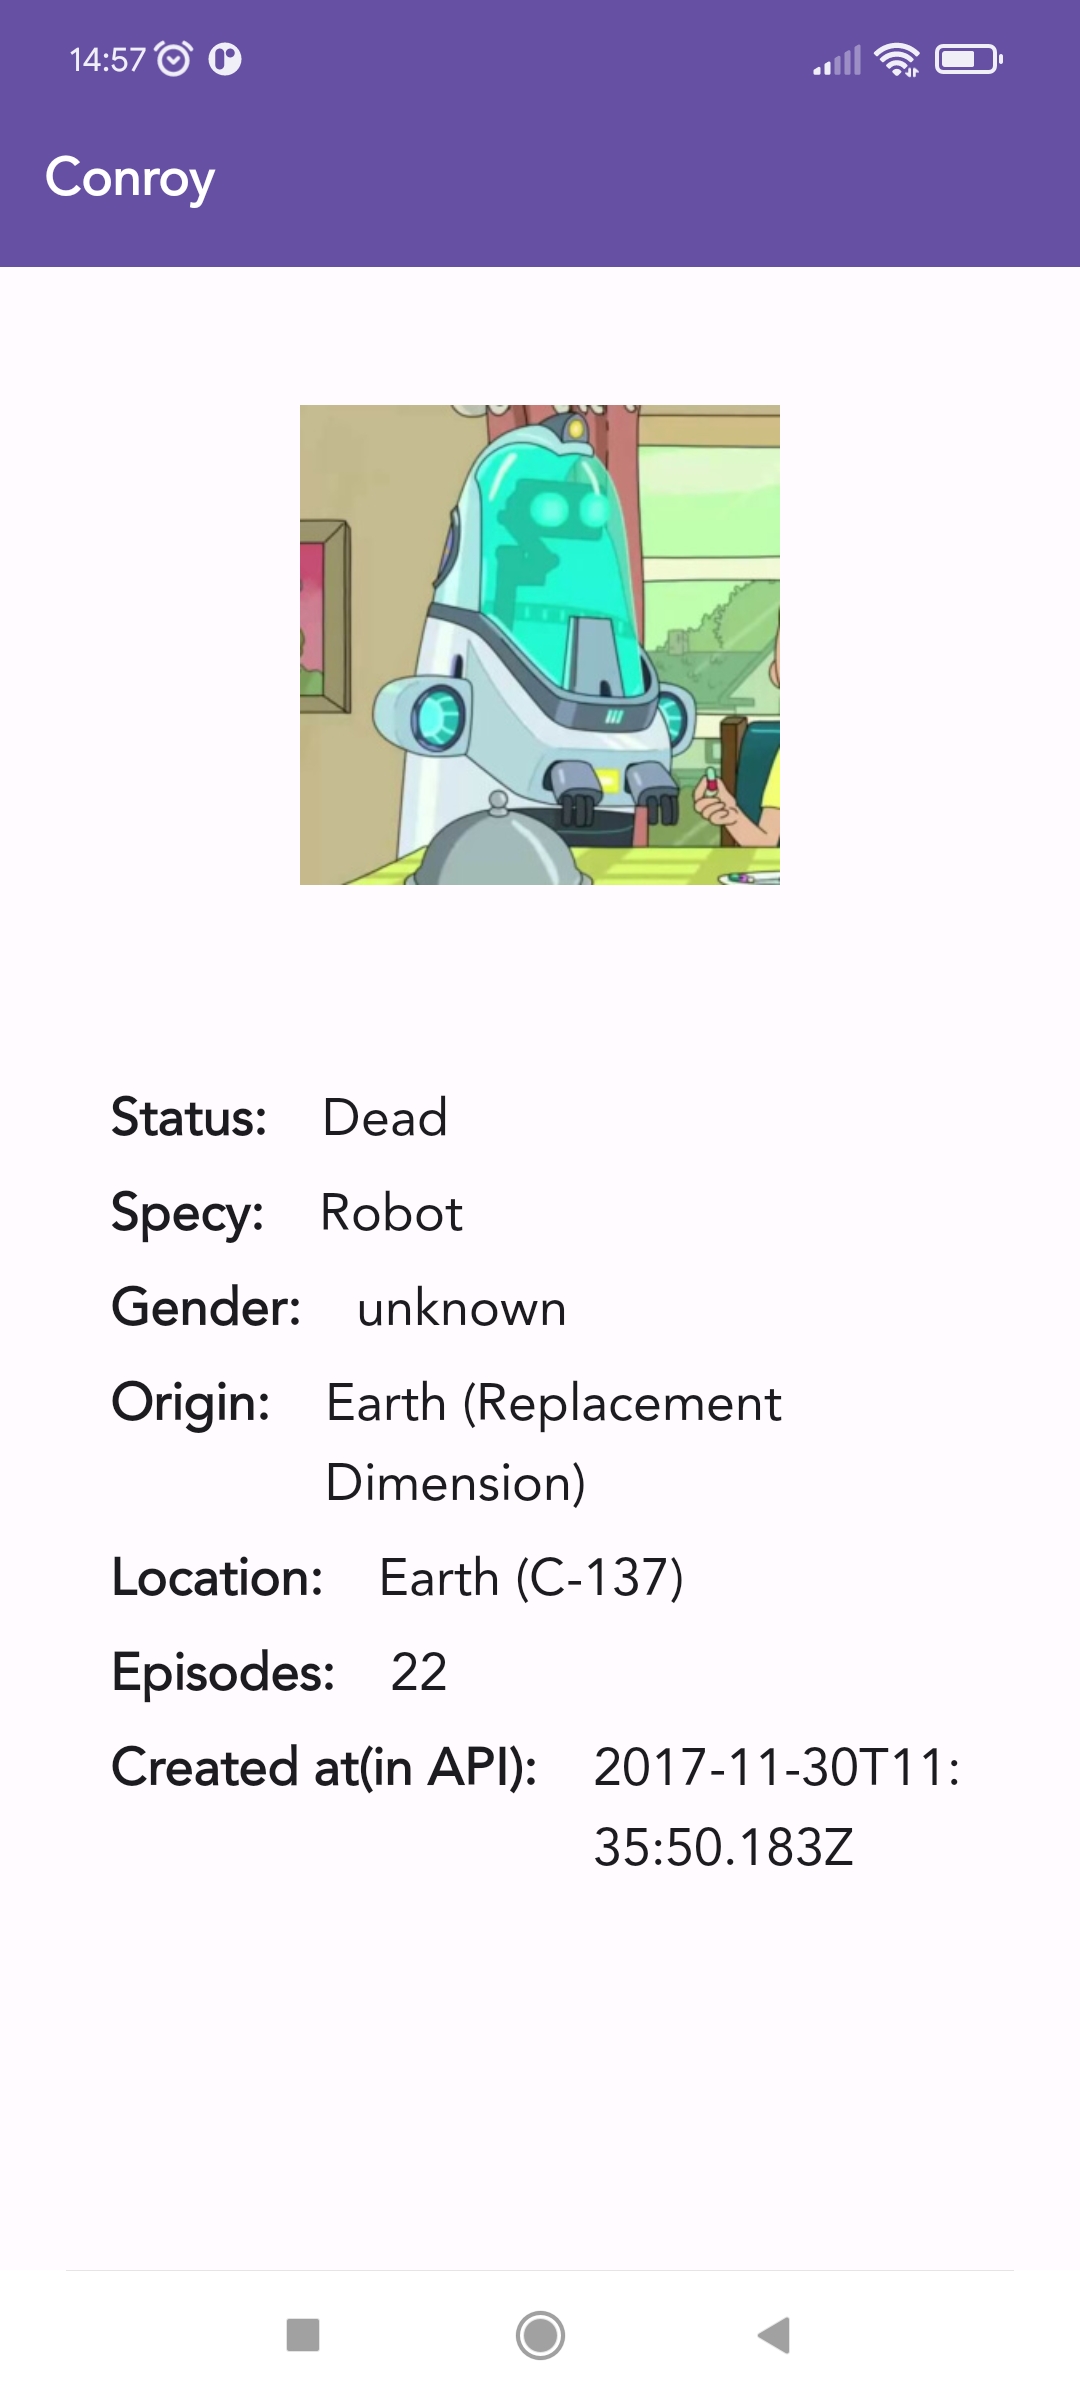 14:57
Conroy
Status: Dead
Specy: Robot
Gender: unknown
Origin: Earth (Replacement
Dimension)
Location: Earth (C-137)
Episodes: 22
Created at(in API): 2017-11-30T11:
35:50.183Z